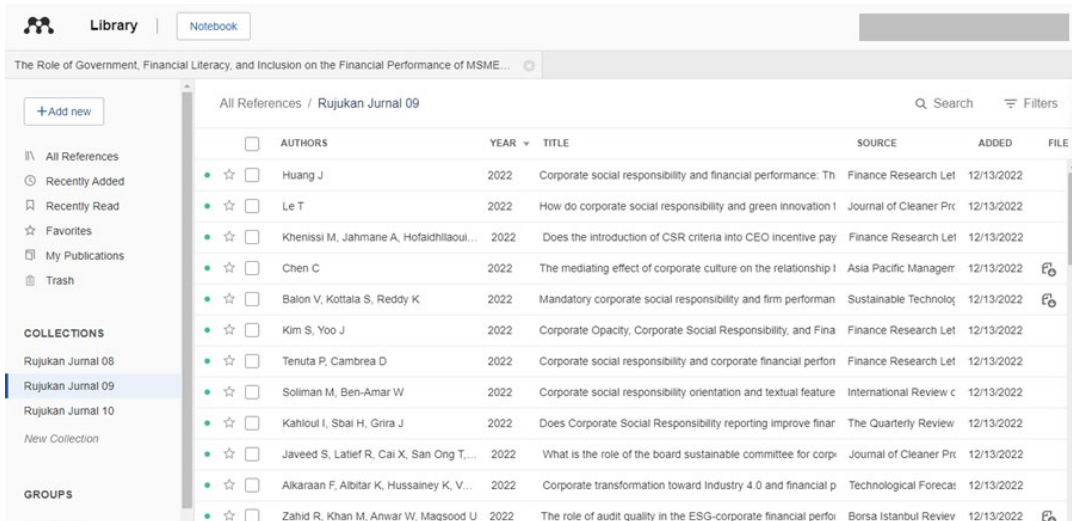 Library
Notebook
The Role of Government, Financial Literacy, and Inclusion on the Financial Performance of MSME...
+Add new
All References
Recently Added
Recently Read
Favorites
My Publications
Trash
COLLECTIONS
Rujukan Jurnal 08
Rujukan Jurnal 09
Rujukan Jurnal 10
New Collection
GROUPS
All References / Rujukan Jurnal 09
Search
Filters
AUTHORS YEAR TITLE SOURCE ADDED FILE
Huang J 2022 Corporate social responsibility and financial performance: Th Finance Research Let 12/13/2022
Le T 2022 How do corporate social responsibility and green innovation t Journal of Cleaner Pro 12/13/2022
Khenissi M, Jahmane A, Hofaidhllaoui... 2022 Does the introduction of CSR criteria into CEO incentive pay Finance Research Let 12/13/2022
Chen C 2022 The mediating effect of corporate culture on the relationship Asia Pacific Managem 12/13/2022
Balon V, Kottala S, Reddy K 2022 Mandatory corporate social responsibility and firm performan Sustainable Technolog 12/13/2022
Kim S, Yoo J 2022 Corporate Opacity, Corporate Social Responsibility, and Fina Finance Research Let 12/13/2022
Tenuta P, Cambrea D 2022 Corporate social responsibility and corporate financial perform Finance Research Let 12/13/2022
Soliman M, Ben-Amar W 2022 Corporate social responsibility orientation and textual feature International Review c 12/13/2022
Kahloul I, Sbai H, Grira J 2022 Does Corporate Social Responsibility reporting improve finan The Quarterly Review 12/13/2022
Javeed S, Latief R, Cai X, San Ong T,... 2022 What is the role of the board sustainable committee for corp Journal of Cleaner Pro 12/13/2022
Alkaraan F, Albitar K, Hussainey K, V... 2022 Corporate transformation toward Industry 4.0 and financial p Technological Forecas 12/13/2022
Zahid R, Khan M, Anwar W, Maqsood U 2022 The role of audit quality in the ESG-corporate financial perfo Borsa Istanbul Review 12/13/2022